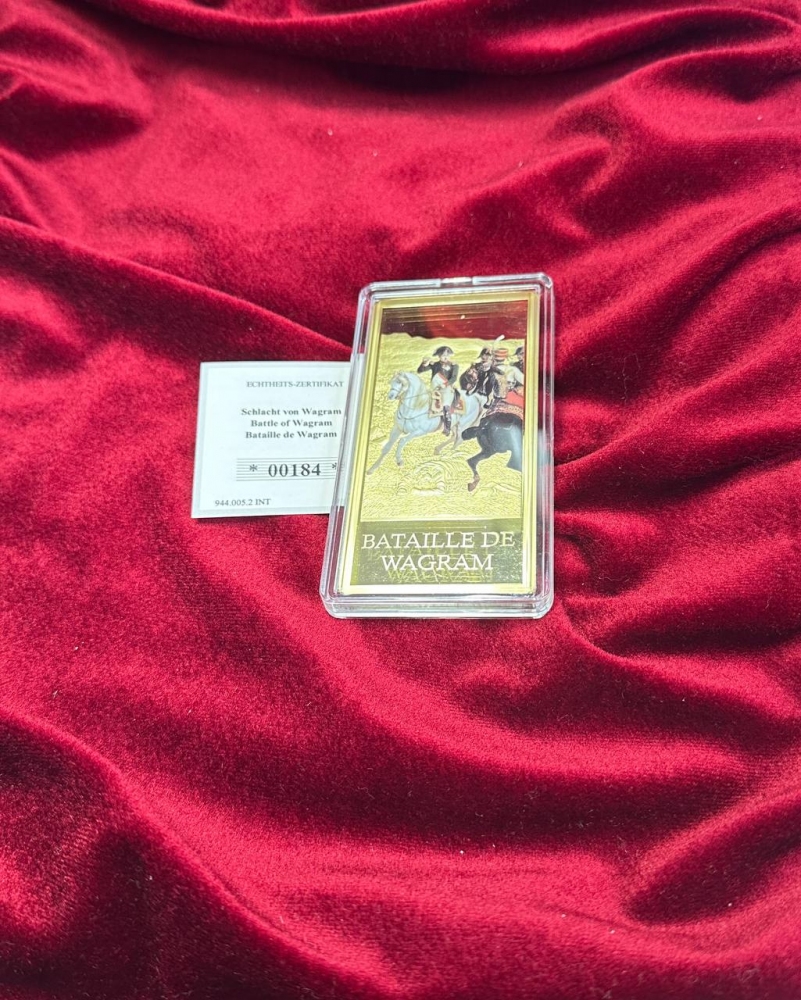 ECHTHEITS-ZERTIFIKAT
Schlacht von Wagram
Battle of Wagram
Bataille de Wagram
* 00184 *
944.005.2 INT
BATAILLE DE
WAGRAM